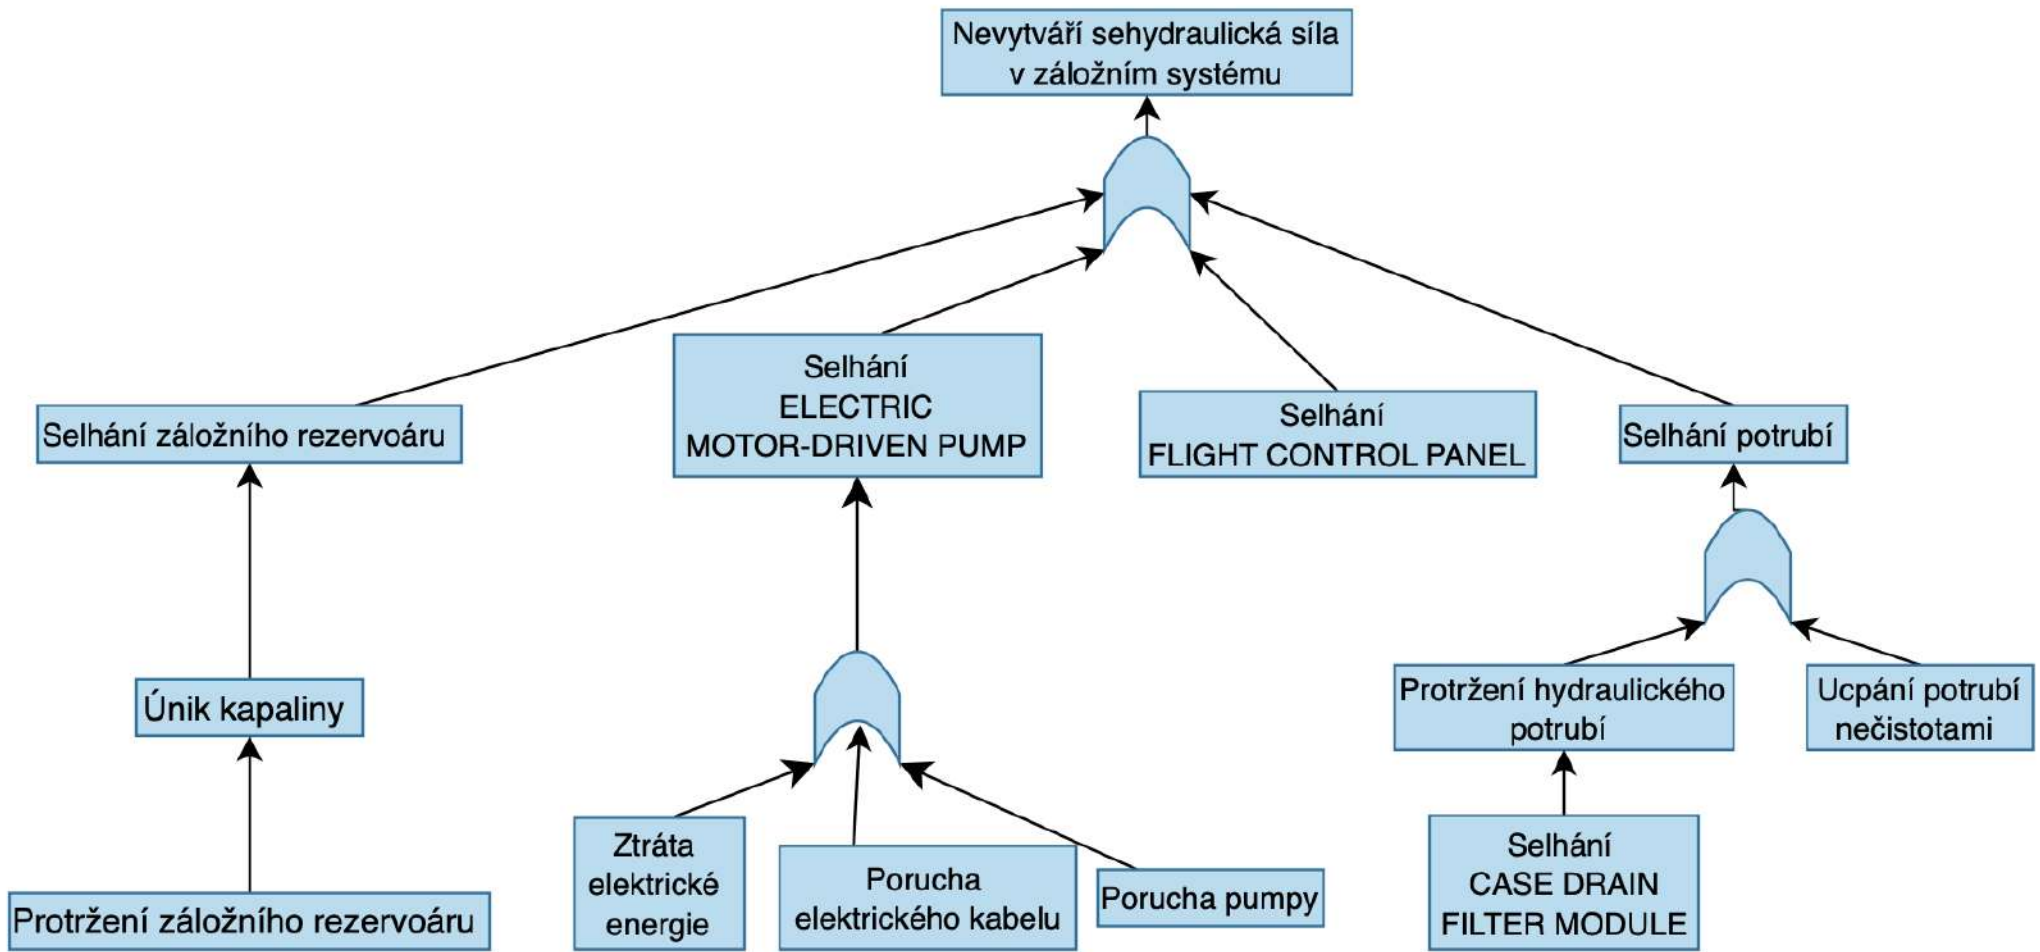 Nevytváří sehydraulická síla
v záložním systému
Selhání
ELECTRIC
MOTOR-DRIVEN PUMP
Selhání
FLIGHT CONTROL PANEL
Selhání záložního rezervoáru
Selhání potrubí
Únik kapaliny
Protržení hydraulického
potrubí
Ucpání potrubí
nečistotami
Ztráta
elektrické
energie
Porucha
elektrického kabelu
Porucha pumpy
Selhání
CASE DRAIN
FILTER MODULE
Protržení záložního rezervoáru